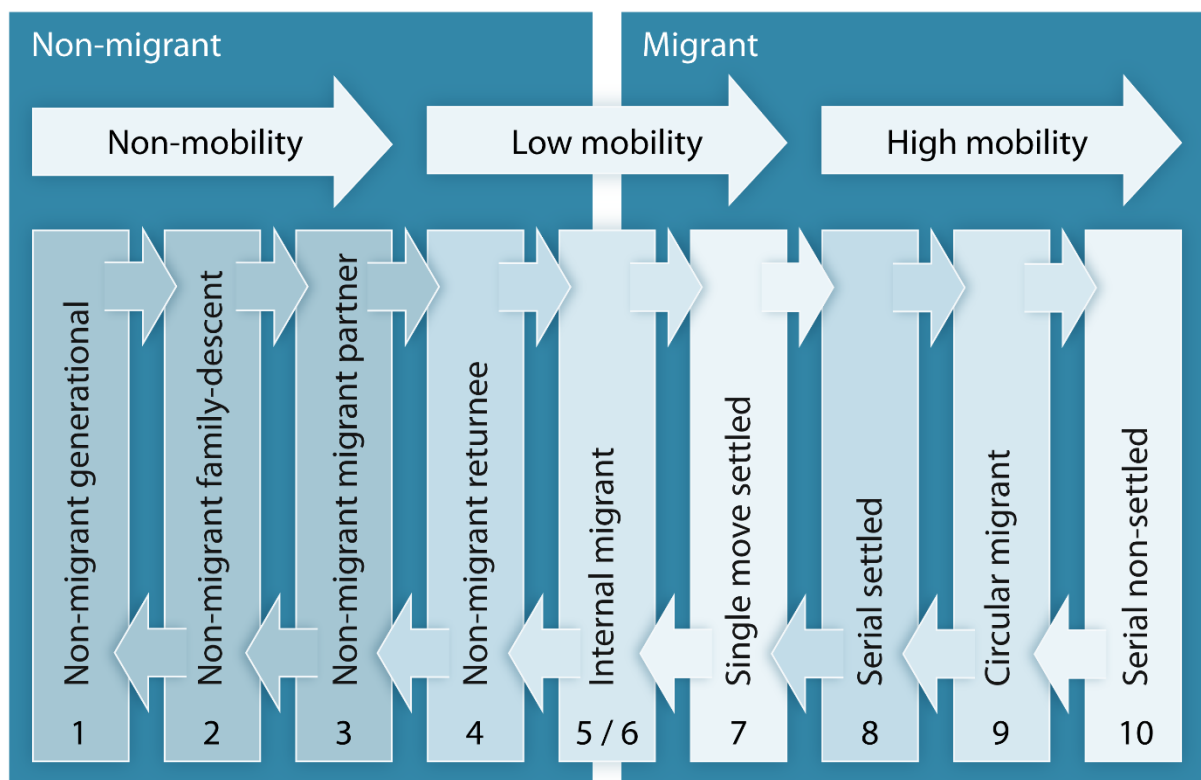 Non-migrant
Migrant
Non-mobility
Low mobility
High mobility
Non-migrant generational
Non-migrant family-descent
Non-migrant migrant partner
Non-migrant returnee
Internal migrant
Single move settled
Serial settled
Circular migrant
Serial non-settled
1
2
3
4
5 / 6
7
8
9
10